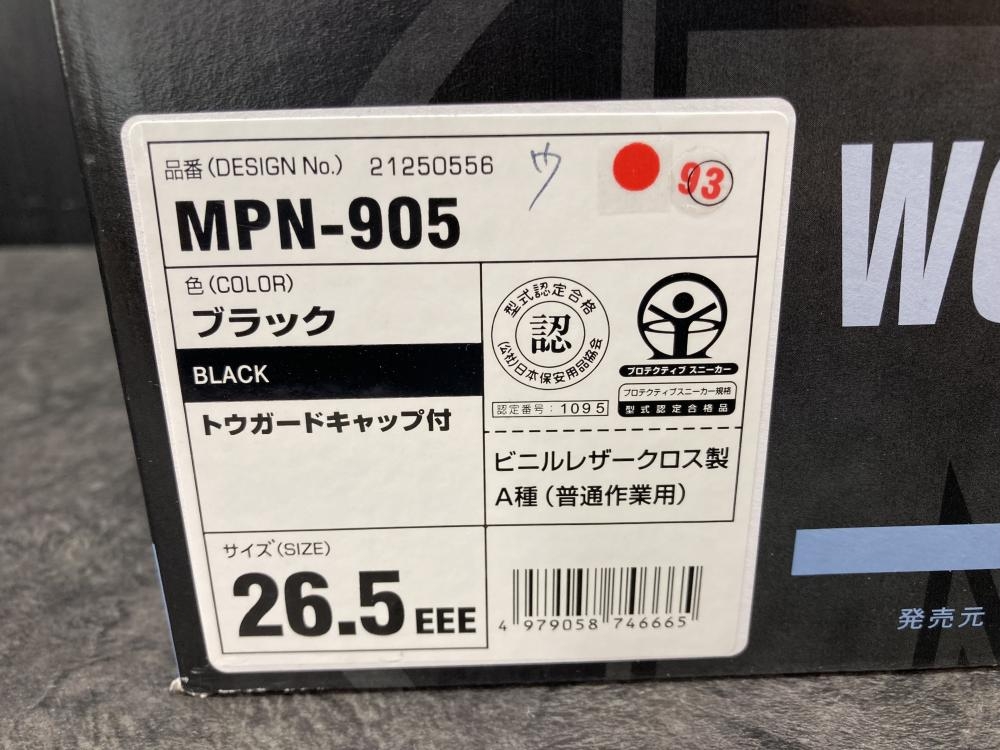 品番(DESIGN No.) 21250556 ウ
93
MPN-905
色(COLOR)
ブラック
BLACK
トウガードキャップ付
型式認定合格
認
(公社)日本保安用品協会
認定番号:1095
プロテクティブ スニーカー
プロテクティブスニーカー規格
型式認定合格品
ビニルレザークロス製
A種(普通作業用)
サイズ(SIZE)
26.5 EEE
4 979058 746665
発売元